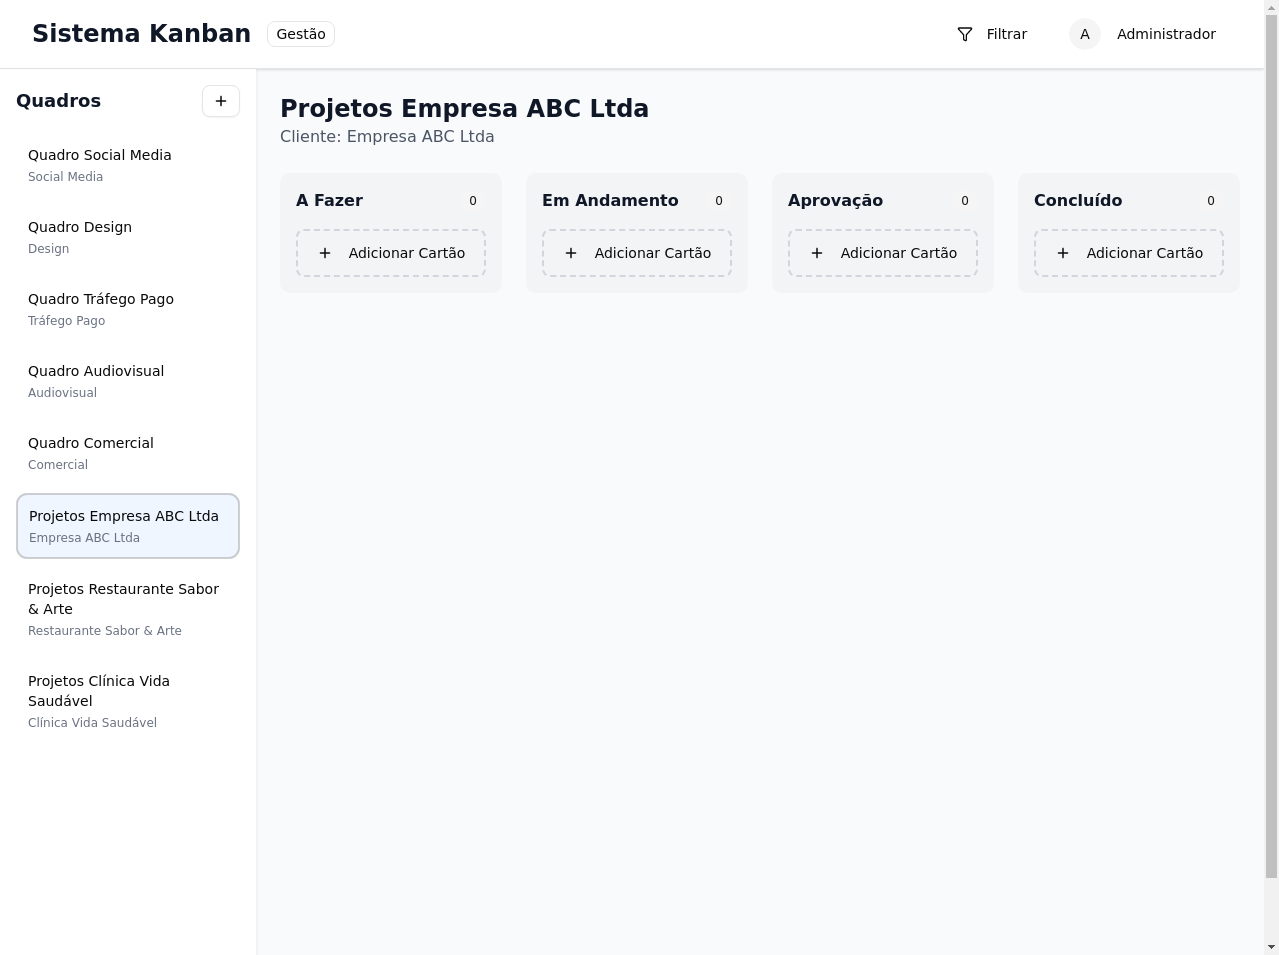 Sistema Kanban
Gestão
Filtrar
A
Administrador
Quadros
Quadro Social Media
Social Media
Quadro Design
Design
Quadro Tráfego Pago
Tráfego Pago
Quadro Audiovisual
Audiovisual
Quadro Comercial
Comercial
Projetos Empresa ABC Ltda
Empresa ABC Ltda
Projetos Restaurante Sabor
& Arte
Restaurante Sabor & Arte
Projetos Clínica Vida
Saudável
Clínica Vida Saudável
Projetos Empresa ABC Ltda
Cliente: Empresa ABC Ltda
A Fazer 0
Adicionar Cartão
Em Andamento 0
Adicionar Cartão
Aprovação 0
Adicionar Cartão
Concluído 0
Adicionar Cartão